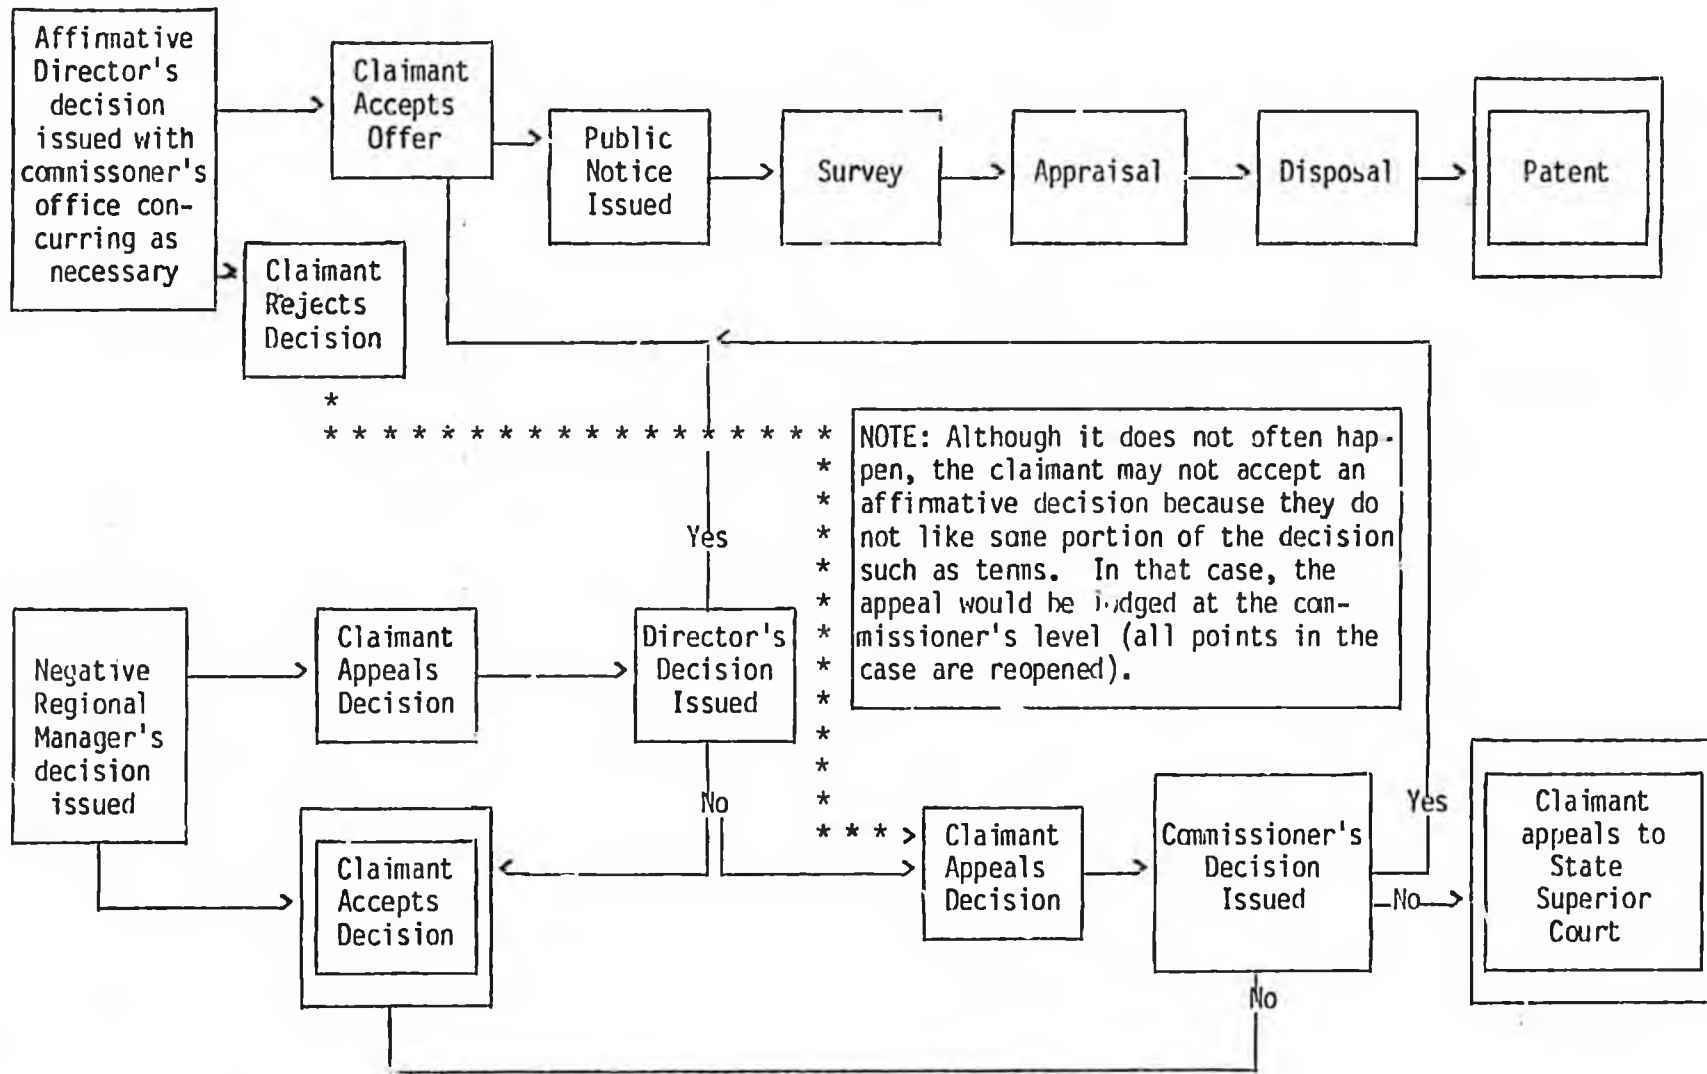 Affirmative
Director's
decision
issued with
commissoner's
office con-
curring as
necessary
Claimant
Accepts
Offer
Public
Notice
Issued
Survey
Appraisal
Disposal
Patent
Claimant
Rejects
Decision
*
* * * * * * * * * * * * * * * * * *
*
*
*
*
*
*
*
*
*
*
*
*
* * *
NOTE: Although it does not often hap-
pen, the claimant may not accept an
affirmative decision because they do
not like some portion of the decision
such as terms. In that case, the
appeal would be judged at the com-
missioner's level (all points in the
case are reopened).
Yes
Negative
Regional
Manager's
decision
issued
Claimant
Appeals
Decision
Director's
Decision
Issued
No
Claimant
Accepts
Decision
Claimant
Appeals
Decision
Commissioner's
Decision
Issued
Yes
No
No
Claimant
appeals to
State
Superior
Court